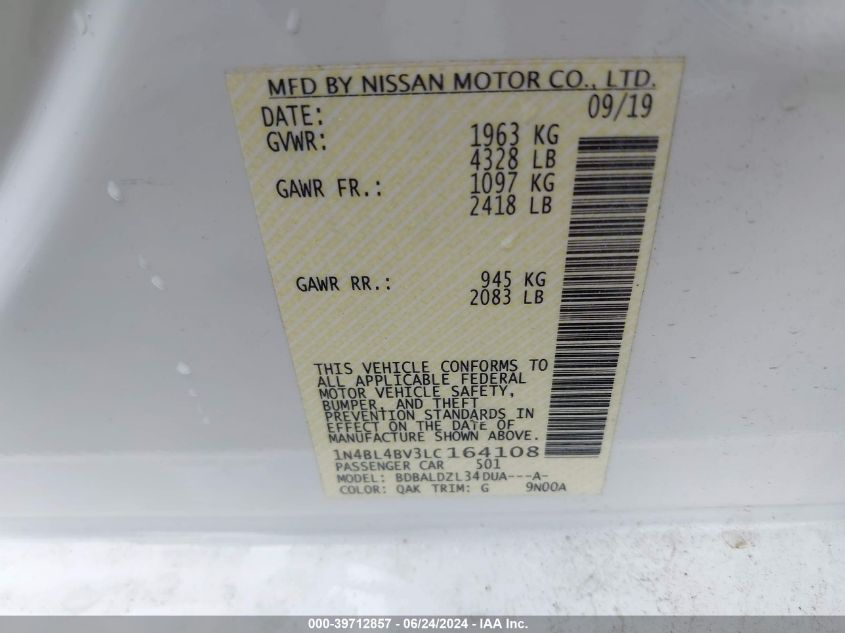 MFD BY NISSAN MOTOR CO., LTD.
DATE: 09/19
GVWR: 1963 KG
4328 LB
GAWR FR.: 1097 KG
2418 LB
GAWR RR.: 945 KG
2083 LB
THIS VEHICLE CONFORMS TO
ALL APPLICABLE FEDERAL
MOTOR VEHICLE SAFETY,
BUMPER, AND THEFT
PREVENTION STANDARDS IN
EFFECT ON THE DATE OF
MANUFACTURE SHOWN ABOVE.
1N4BL4BV3LC164108
PASSENGER CAR 501
MODEL: BDBALDZL34DUA---A-
COLOR: QAK TRIM: G 9N00A
000-39712857 - 06/24/2024 - IAA Inc.